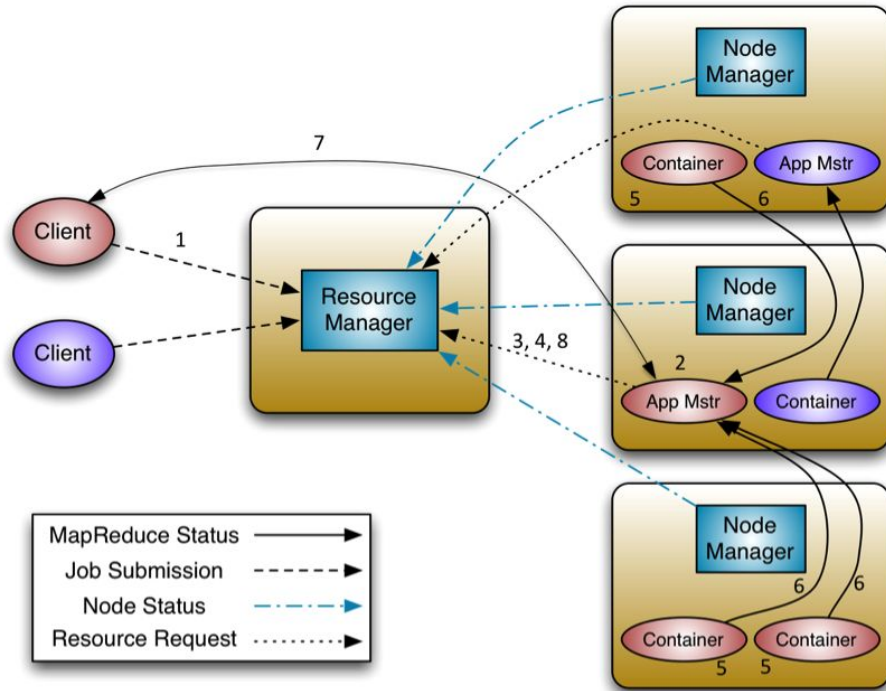 Node
Manager
7
Container
App Mstr
5
6
Client
1
Resource
Manager
Node
Manager
Client
3, 4, 8
2
App Mstr
Container
MapReduce Status
Job Submission
Node Status
Resource Request
Node
Manager
6
6
Container
Container
5
5